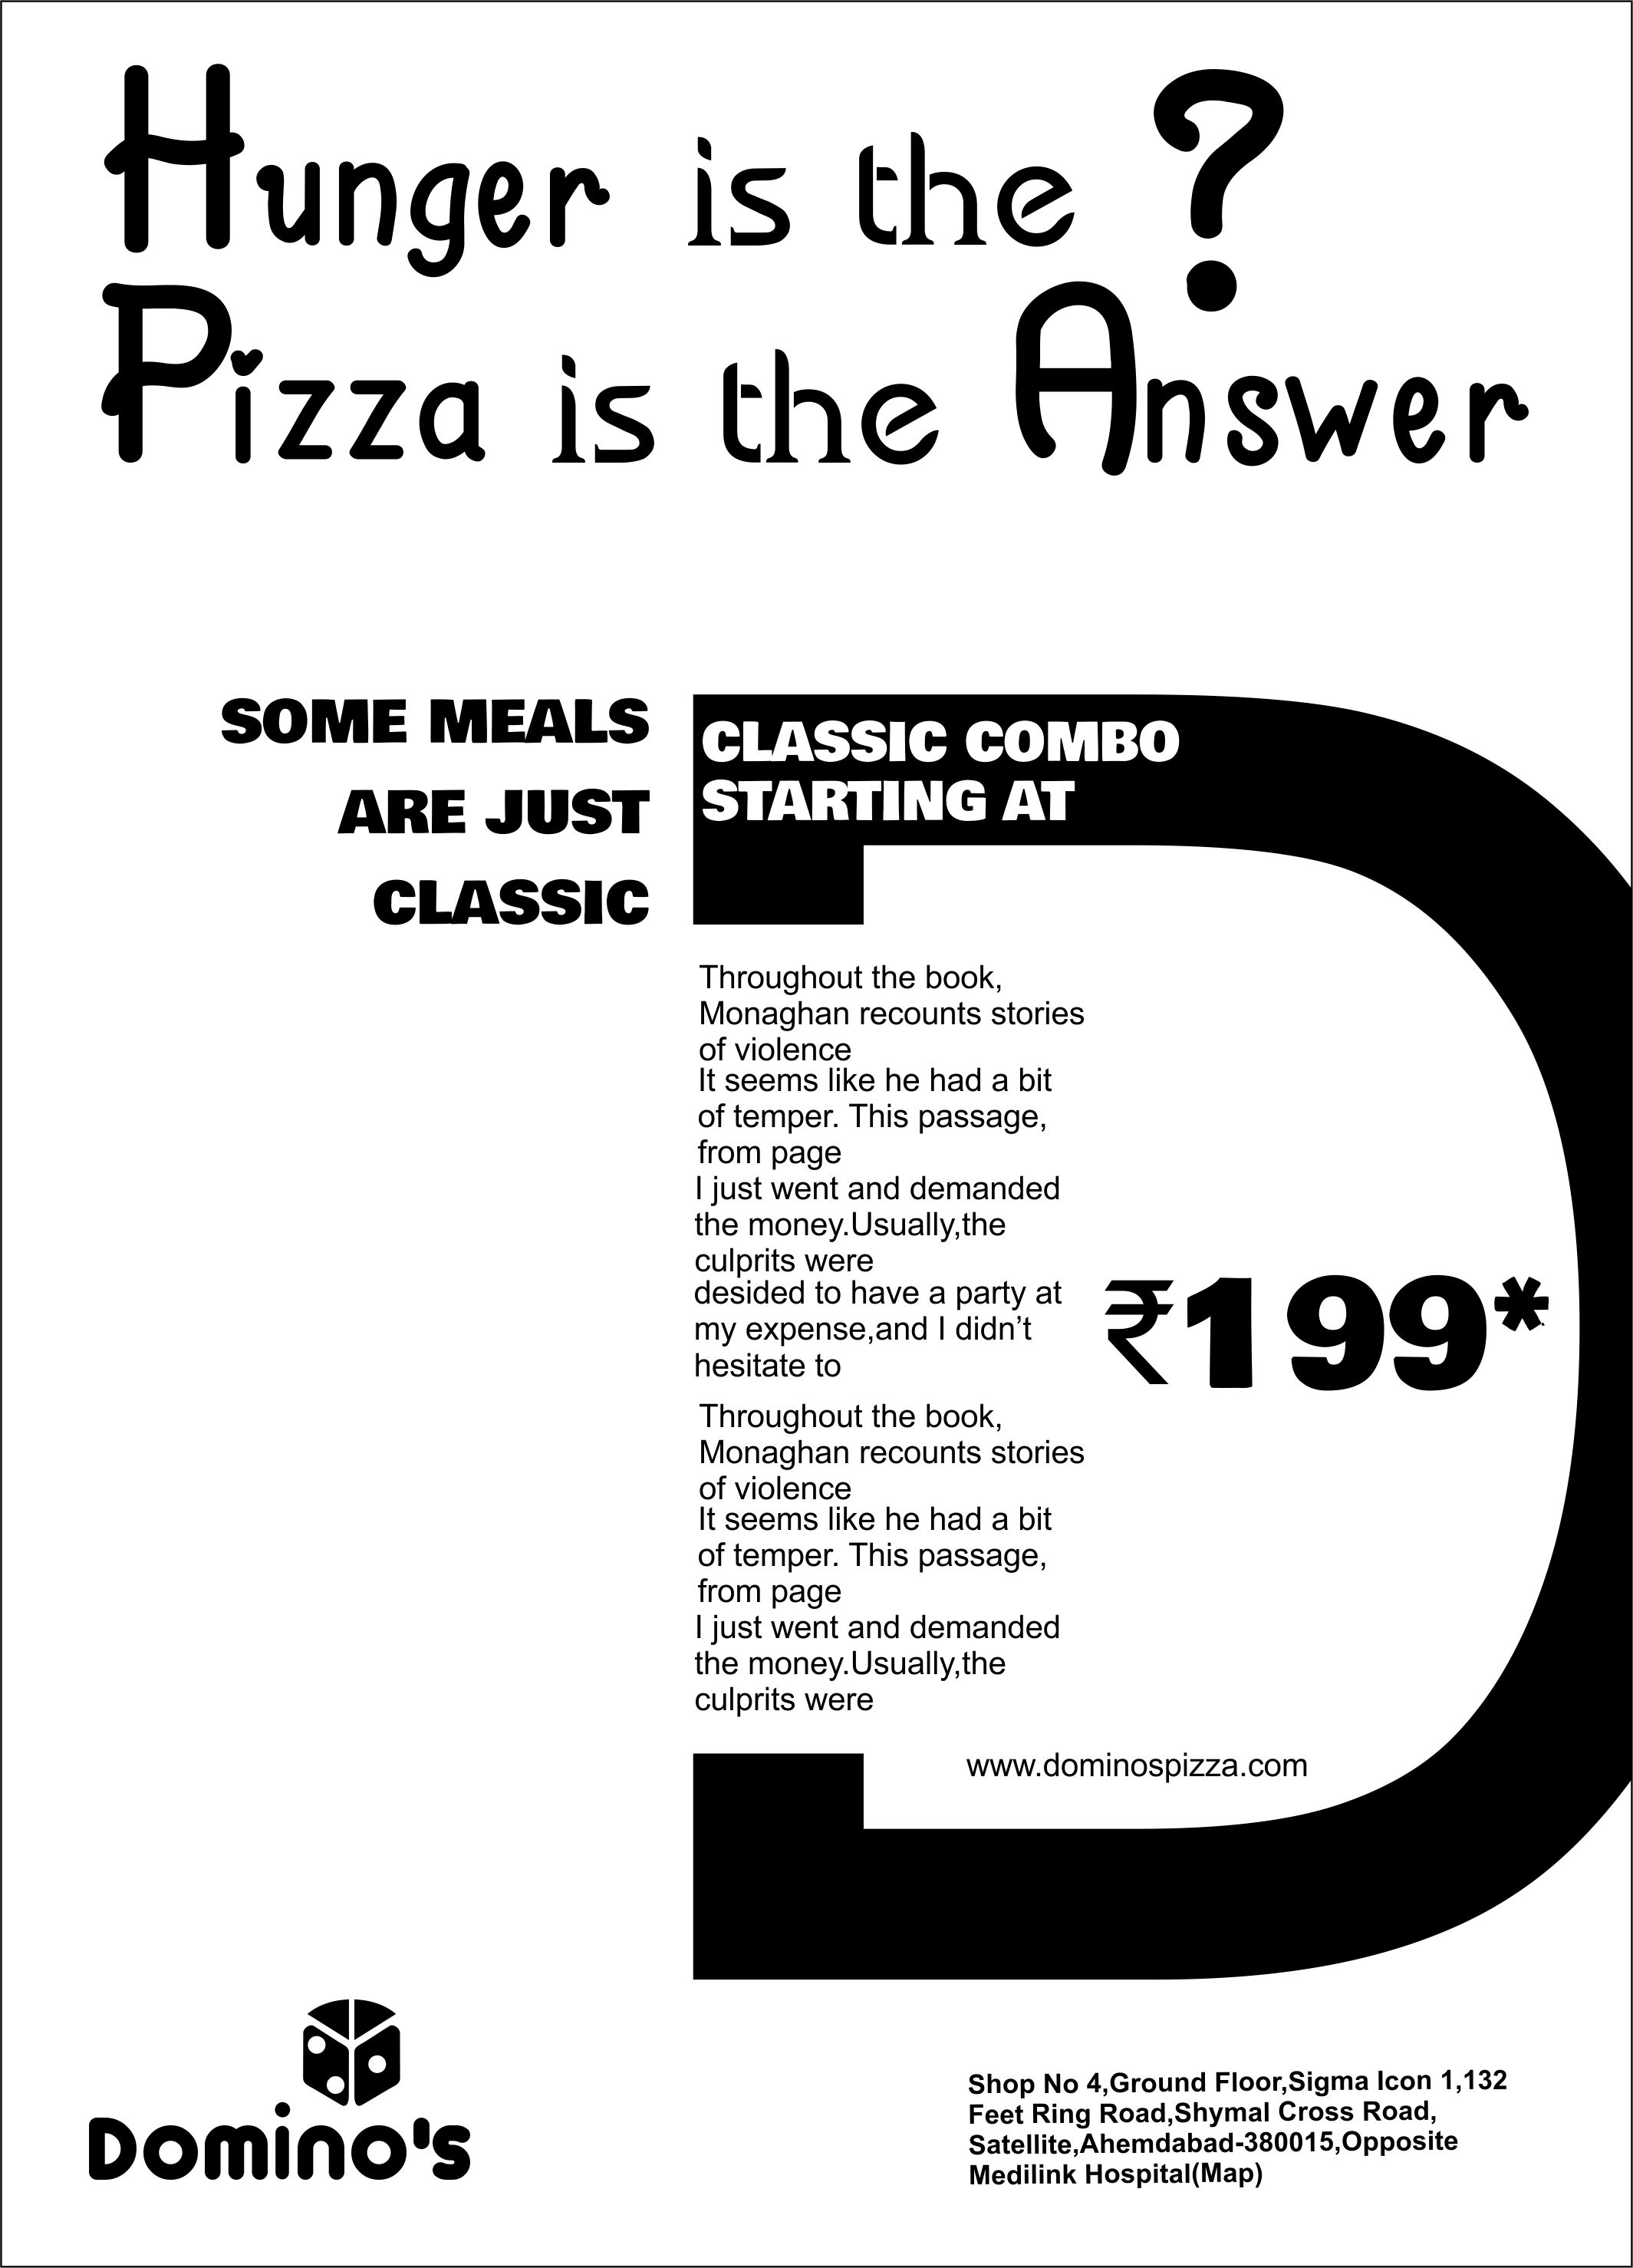 Hunger is the ?
Pizza is the Answer
SOME MEALS
ARE JUST
CLASSIC
CLASSIC COMBO
STARTING AT
Throughout the book,
Monaghan recounts stories
of violence
It seems like he had a bit
of temper. This passage,
from page
I just went and demanded
the money.Usually,the
culprits were
desided to have a party at
my expense,and I didn’t
hesitate to
₹199*
Throughout the book,
Monaghan recounts stories
of violence
It seems like he had a bit
of temper. This passage,
from page
I just went and demanded
the money.Usually,the
culprits were
www.dominospizza.com
Domino's
Shop No 4,Ground Floor,Sigma Icon 1,132
Feet Ring Road,Shymal Cross Road,
Satellite,Ahemdabad-380015,Opposite
Medilink Hospital(Map)